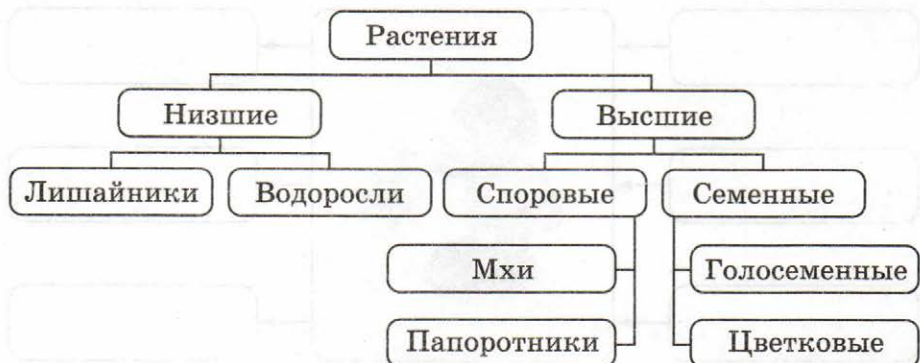 Растения
Низшие Высшие
Лишайники Водоросли Споровые Семенные
Мхи Голосеменные
Папоротники Цветковые